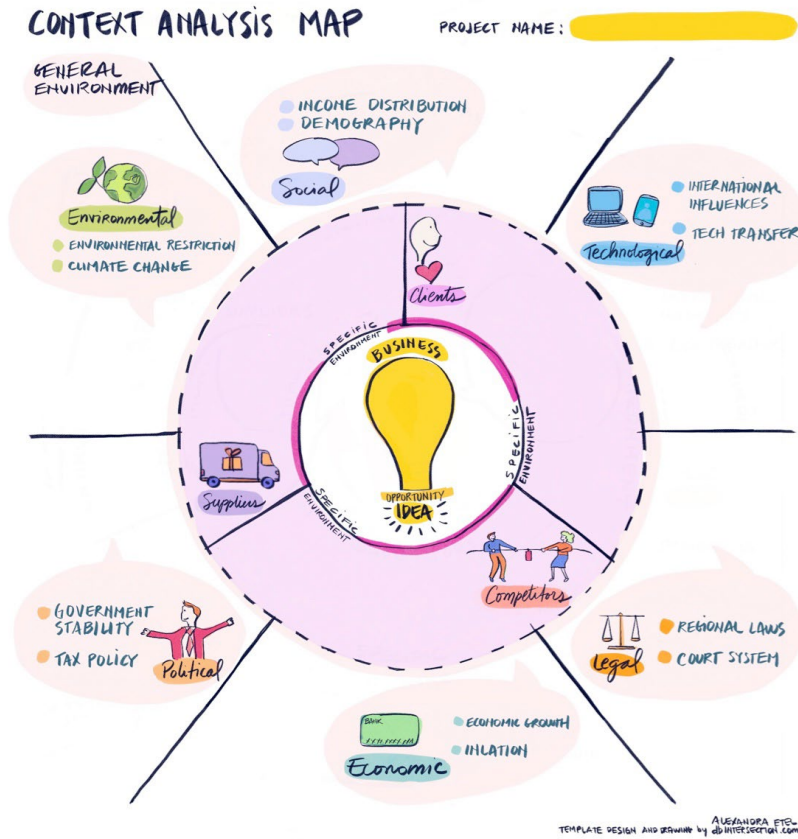 CONTEXT ANALYSIS MAP
PROJECT NAME:
GENERAL
ENVIRONMENT
INCOME DISTRIBUTION
DEMOGRAPHY
Social
Environmental
ENVIRONMENTAL RESTRICTION
CLIMATE CHANGE
INTERNATIONAL
INFLUENCES
TECH TRANSFER
Technological
Clients
SPECIFIC
ENVIRONMENT
BUSINESS
SPECIFIC
ENVIRONMENT
Suppliers
SPECIFIC
ENVIRONMENT
OPPORTUNITY
IDEA
Competitors
GOVERNMENT
STABILITY
TAX POLICY
Political
REGIONAL LAWS
COURT SYSTEM
Legal
BANK
ECONOMIC GROWTH
INLATION
Economic
ALEXANDRA ETEL
TEMPLATE DESIGN AND DRAWING by dbINTERSECTION.com